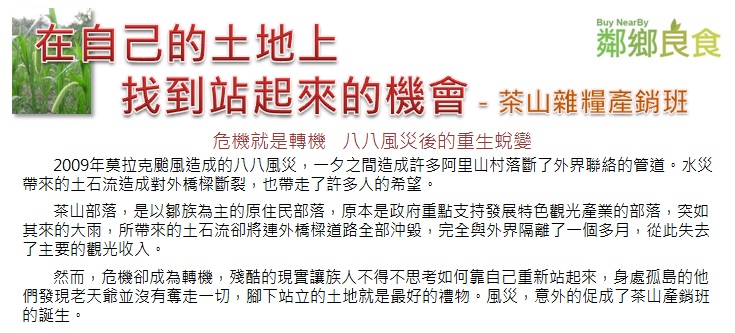 在自己的土地上
Buy NearBy
鄰鄉良食
找到站起來的機會 - 茶山雜糧產銷班
危機就是轉機 八八風災後的重生蛻變
2009年莫拉克颱風造成的八八風災，一夕之間造成許多阿里山村落斷了外界聯絡的管道。水災
帶來的土石流造成對外橋樑斷裂，也帶走了許多人的希望。
茶山部落，是以鄒族為主的原住民部落，原本是政府重點支持發展特色觀光產業的部落，突如
其來的大雨，所帶來的土石流卻將連外橋樑道路全部沖毀，完全與外界隔離了一個多月，從此失去
了主要的觀光收入。
然而，危機卻成為轉機，殘酷的現實讓族人不得不思考如何靠自己重新站起來，身處孤島的他
們發現老天爺並沒有奪走一切，腳下站立的土地就是最好的禮物。風災，意外的促成了茶山產銷班
的誕生。